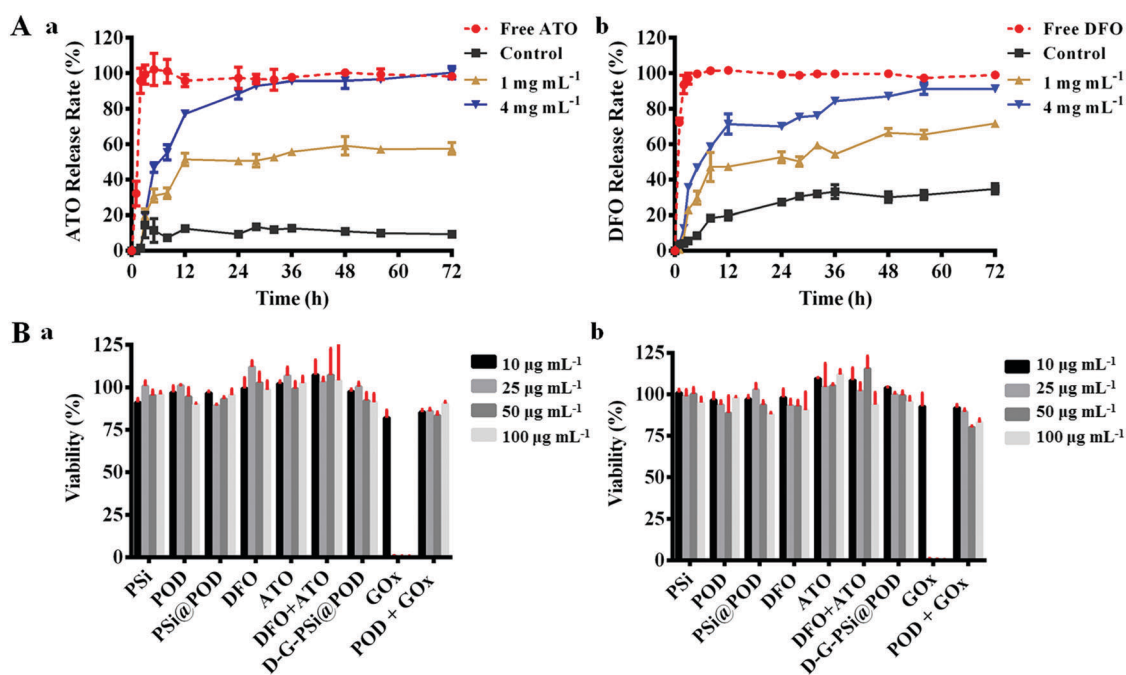 A a
ATO Release Rate (%)
120
100
80
60
40
20
0
0 12 24 36 48 60 72
Time (h)
Free ATO
Control
1 mg mL⁻¹
4 mg mL⁻¹
b
DFO Release Rate (%)
120
100
80
60
40
20
0
0 12 24 36 48 60 72
Time (h)
Free DFO
Control
1 mg mL⁻¹
4 mg mL⁻¹
B a
Viability (%)
125
100
75
50
25
0
PSi
POD
PSi@POD
DFO
ATO
DFO+ATO
D-G-PSi@POD
GOx
POD + GOx
10 µg mL⁻¹
25 µg mL⁻¹
50 µg mL⁻¹
100 µg mL⁻¹
b
Viability (%)
125
100
75
50
25
0
PSi
POD
PSi@POD
DFO
ATO
DFO+ATO
D-G-PSi@POD
GOx
POD + GOx
10 µg mL⁻¹
25 µg mL⁻¹
50 µg mL⁻¹
100 µg mL⁻¹